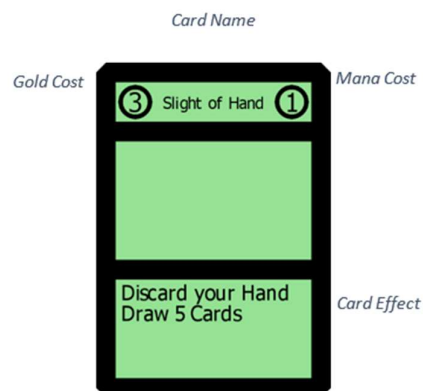 Card Name
Gold Cost
Mana Cost
3 Slight of Hand 1
Discard your Hand
Draw 5 Cards
Card Effect